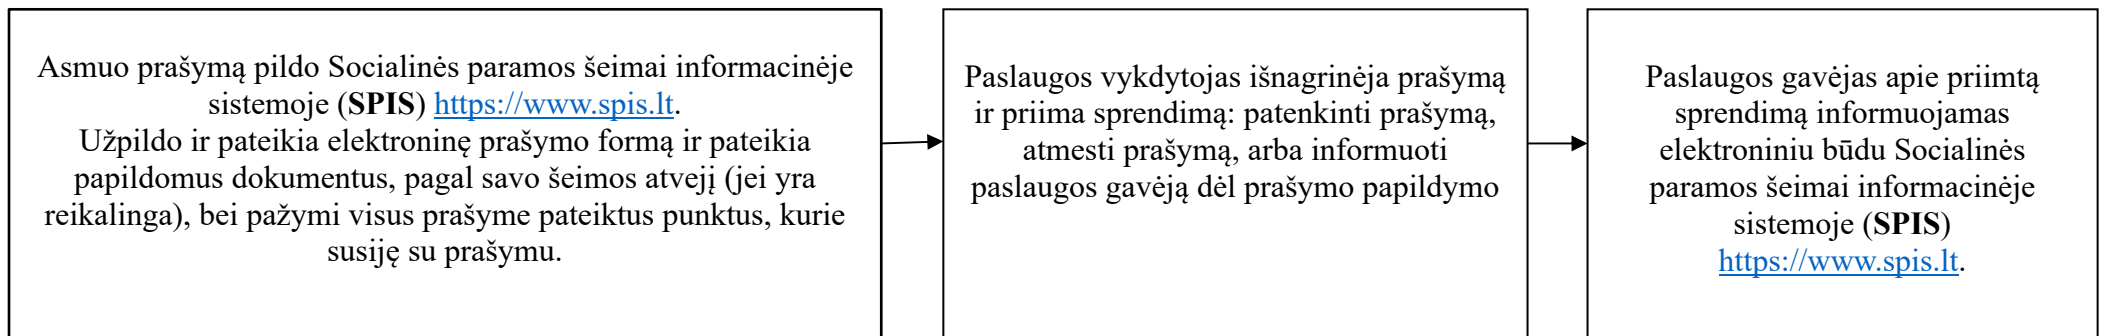 Asmuo prašymą pildo Socialinės paramos šeimai informacinėje
sistemoje (SPIS) https://www.spis.lt.
Užpildo ir pateikia elektroninę prašymo formą ir pateikia
papildomus dokumentus, pagal savo šeimos atvejį (jei yra
reikalinga), bei pažymi visus prašyme pateiktus punktus, kurie
susiję su prašymu.
Paslaugos vykdytojas išnagrinėja prašymą
ir priima sprendimą: patenkinti prašymą,
atmesti prašymą, arba informuoti
paslaugos gavėją dėl prašymo papildymo
Paslaugos gavėjas apie priimtą
sprendimą informuojamas
elektroniniu būdu Socialinės
paramos šeimai informacinėje
sistemoje (SPIS)
https://www.spis.lt.